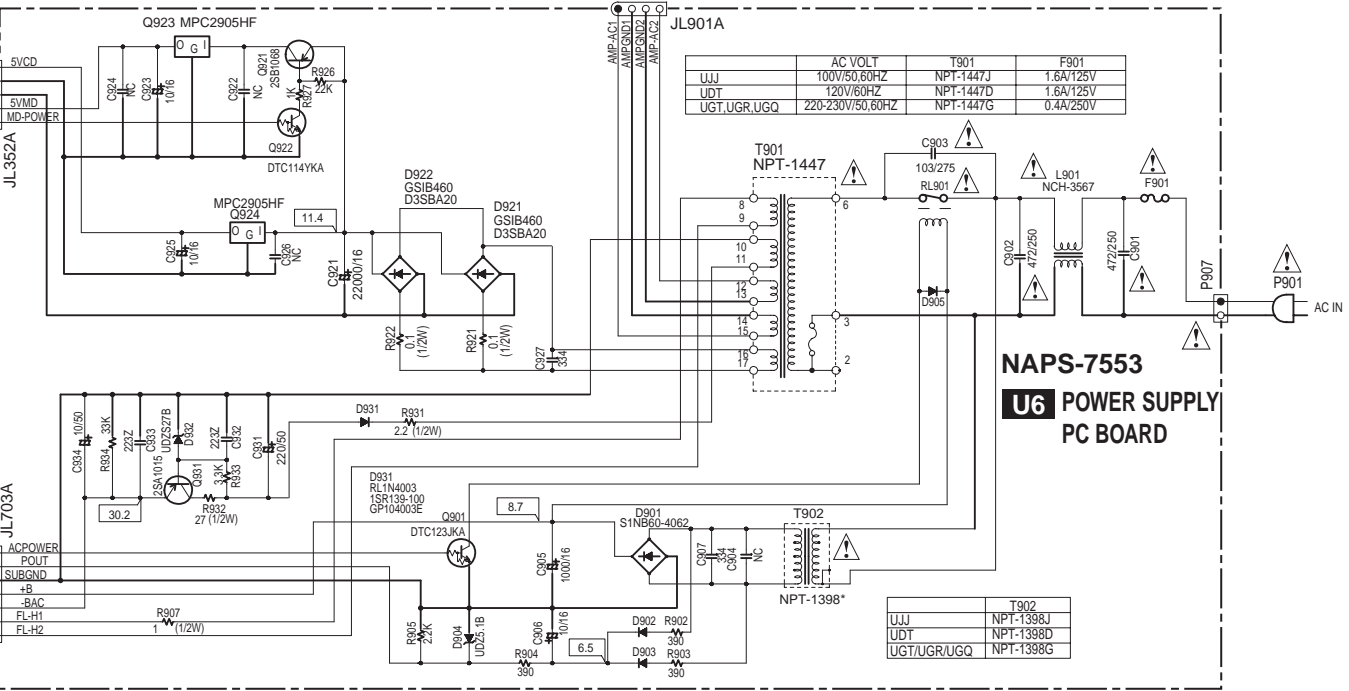 Q923 MPC2905HF
JL901A
AMP-AC1
AMPGND1
AMPGND2
AMP-AC2
O G I
5VCD
C924
NC
C923
10/16
C922
NC
Q921
2SB1068
R926
22K
R927
1K
5VMD
MD-POWER
Q922
DTC114YKA
JL352A
AC VOLT T901 F901
UJJ 100V/50,60HZ NPT-1447J 1.6A/125V
UDT 120V/60HZ NPT-1447D 1.6A/125V
UGT,UGR,UGQ 220-230V/50,60HZ NPT-1447G 0.4A/250V
T901
NPT-1447
C903
103/275
RL901
L901
NCH-3567
F901
D922
GSIB460
D3SBA20
D921
GSIB460
D3SBA20
MPC2905HF
Q924
O G I
11.4
C925
10/16
C926
NC
C921
22000/16
R922
0.1
(1/2W)
R921
0.1
(1/2W)
C927
334
8
9
10
11
12
13
14
15
16
17
6
3
2
D905
C902
472/250
472/250
C901
P907
P901
AC IN
NAPS-7553
U6 POWER SUPPLY
PC BOARD
C934
10/50
R934
33K
223Z
C933
UDZS27B
D932
223Z
C932
C931
220/50
2SA1015
Q931
3.3K
R933
R932
27 (1/2W)
30.2
D931
R931
2.2 (1/2W)
D931
RL1N4003
1SR139-100
GP104003E
JL703A
ACPOWER
POUT
SUBGND
+B
-BAC
FL-H1
FL-H2
R907
1 (1/2W)
Q901
DTC123JKA
8.7
D901
S1NB60-4062
T902
C905
1000/16
C907
334
C904
NC
NPT-1398*
R905
2.2K
D904
UDZ5.1B
C906
10/16
D902
R902
390
6.5
D903
R903
390
R904
390
T902
UJJ NPT-1398J
UDT NPT-1398D
UGT/UGR/UGQ NPT-1398G